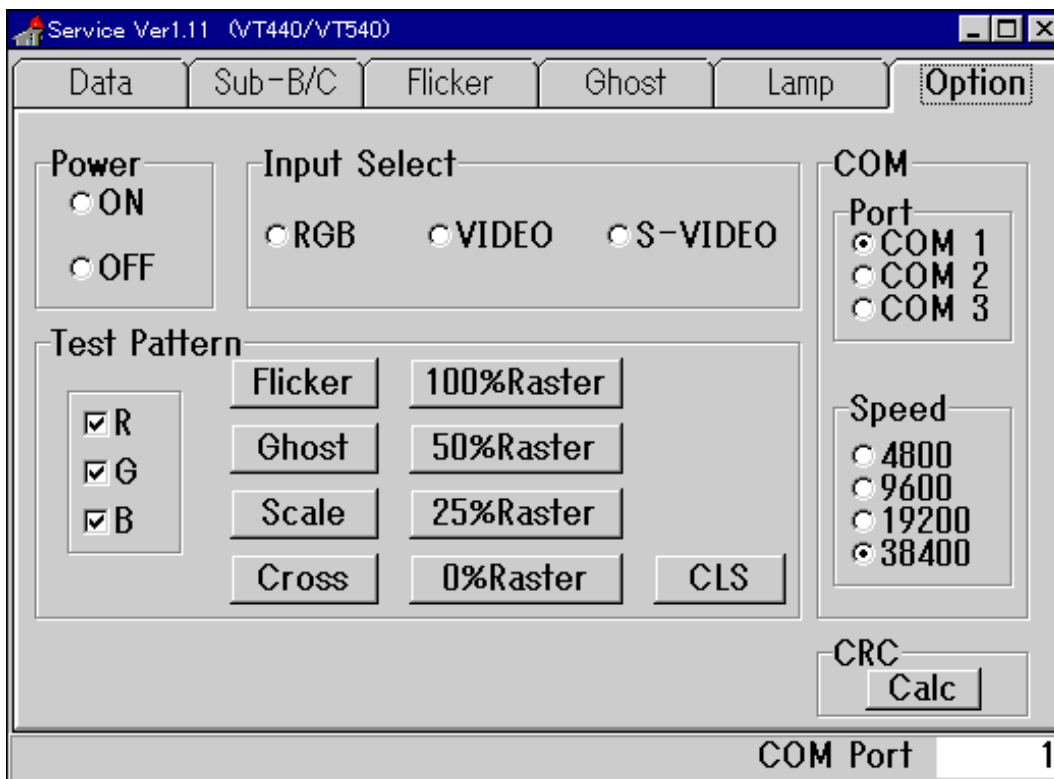 Service Ver1.11 (VT440/VT540)
Data Sub-B/C Flicker Ghost Lamp Option
Power
ON
OFF
Input Select
RGB VIDEO S-VIDEO
COM
Port
COM 1
COM 2
COM 3
Test Pattern
R
G
B
Flicker 100%Raster
Ghost 50%Raster
Scale 25%Raster
Cross 0%Raster CLS
Speed
4800
9600
19200
38400
CRC
Calc
COM Port 1